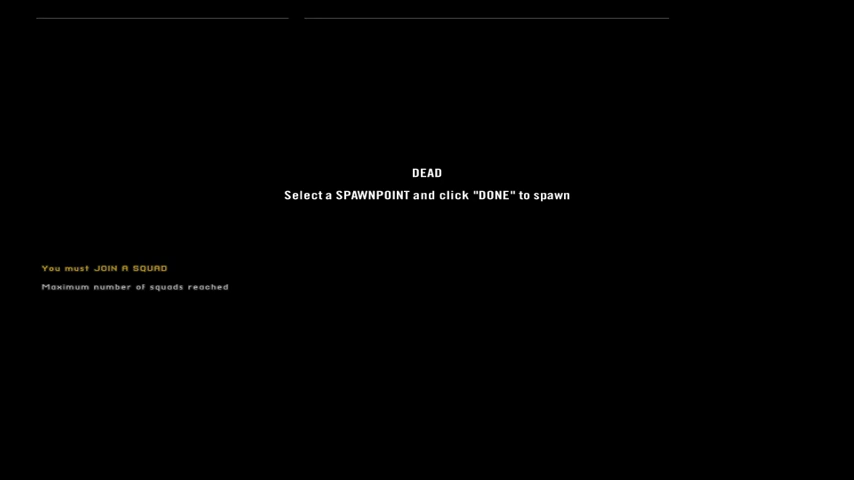 DEAD
Select a SPAWNPOINT and click "DONE" to spawn
You must JOIN A SQUAD
Maximum number of squads reached